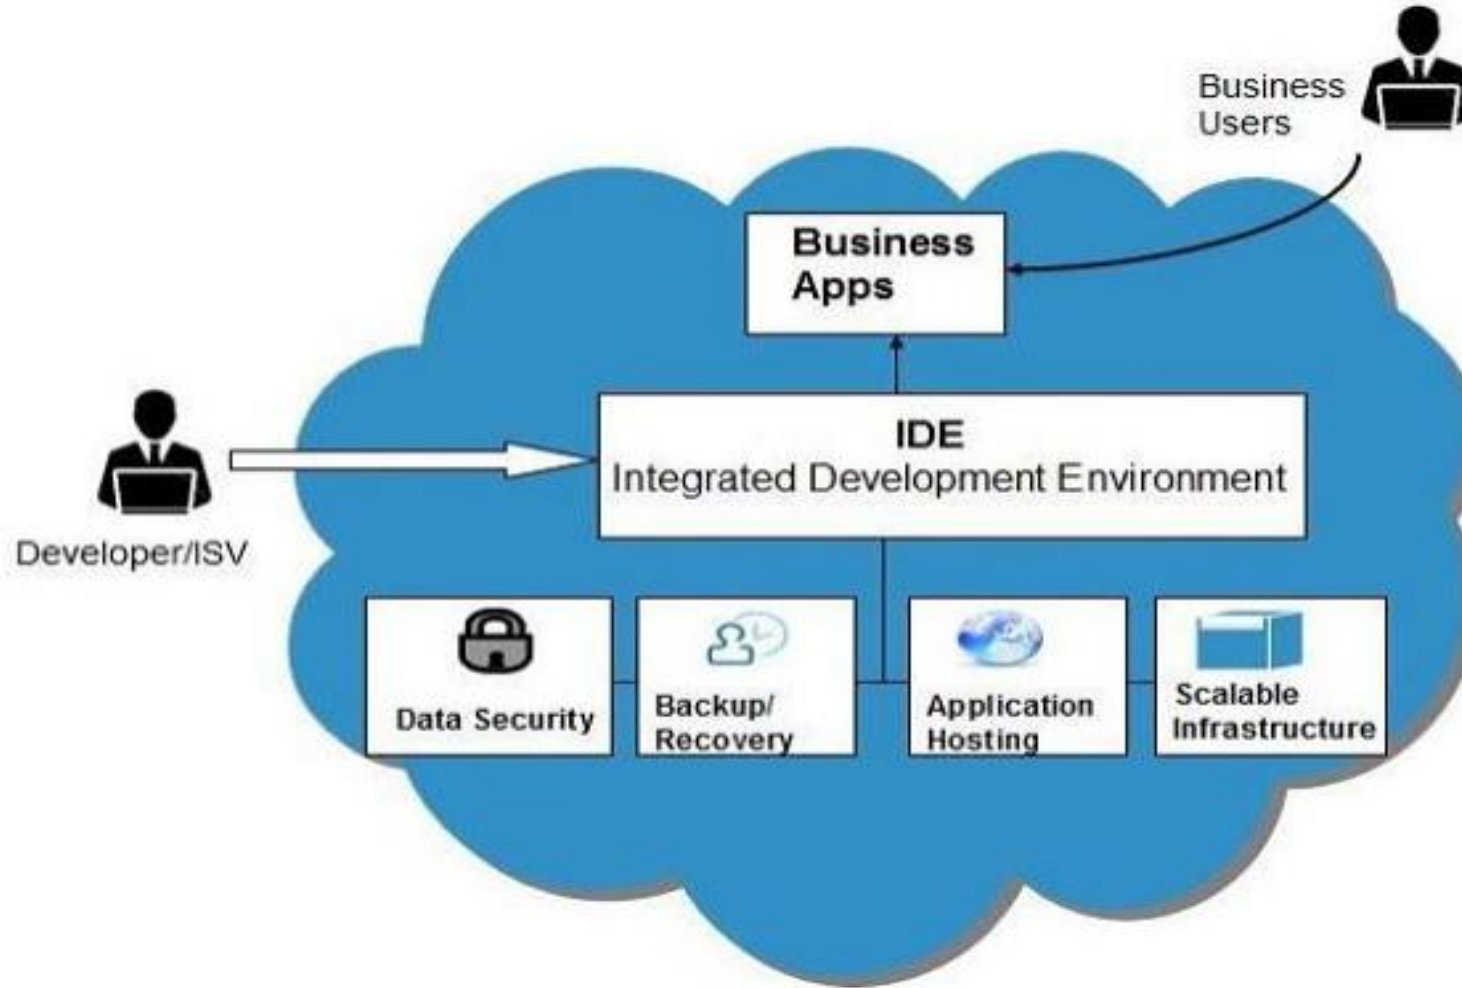 Business
Users
Business
Apps
IDE
Integrated Development Environment
Developer/ISV
Data Security
Backup/
Recovery
Application
Hosting
Scalable
Infrastructure